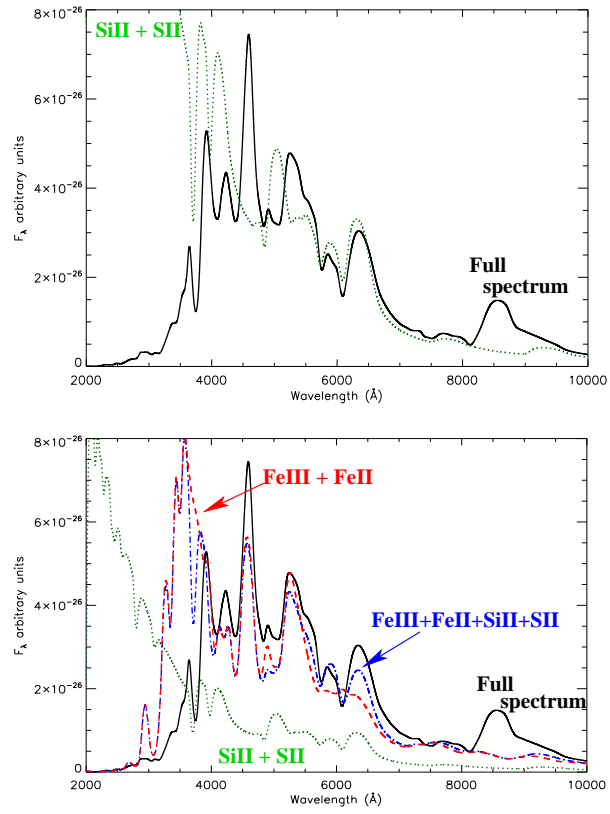 8×10⁻²⁶
SiII + SII
6×10⁻²⁶
4×10⁻²⁶
2×10⁻²⁶
0
F_λ arbitrary units
Full
spectrum
2000 4000 6000 8000 10000
Wavelength (Å)
8×10⁻²⁶
FeIII + FeII
6×10⁻²⁶
4×10⁻²⁶
FeIII+FeII+SiII+SII
2×10⁻²⁶
Full
spectrum
SiII + SII
0
F_λ arbitrary units
2000 4000 6000 8000 10000
Wavelength (Å)